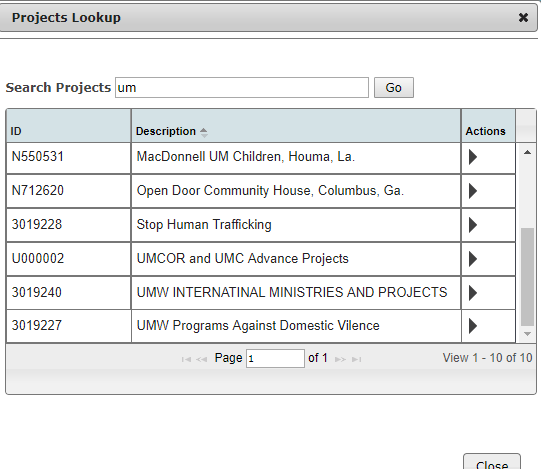 Projects Lookup
Search Projects um Go
ID Description Actions
N550531 MacDonnell UM Children, Houma, La.
N712620 Open Door Community House, Columbus, Ga.
3019228 Stop Human Trafficking
U000002 UMCOR and UMC Advance Projects
3019240 UMW INTERNATINAL MINISTRIES AND PROJECTS
3019227 UMW Programs Against Domestic Vilence
Page 1 of 1 View 1 - 10 of 10
Close